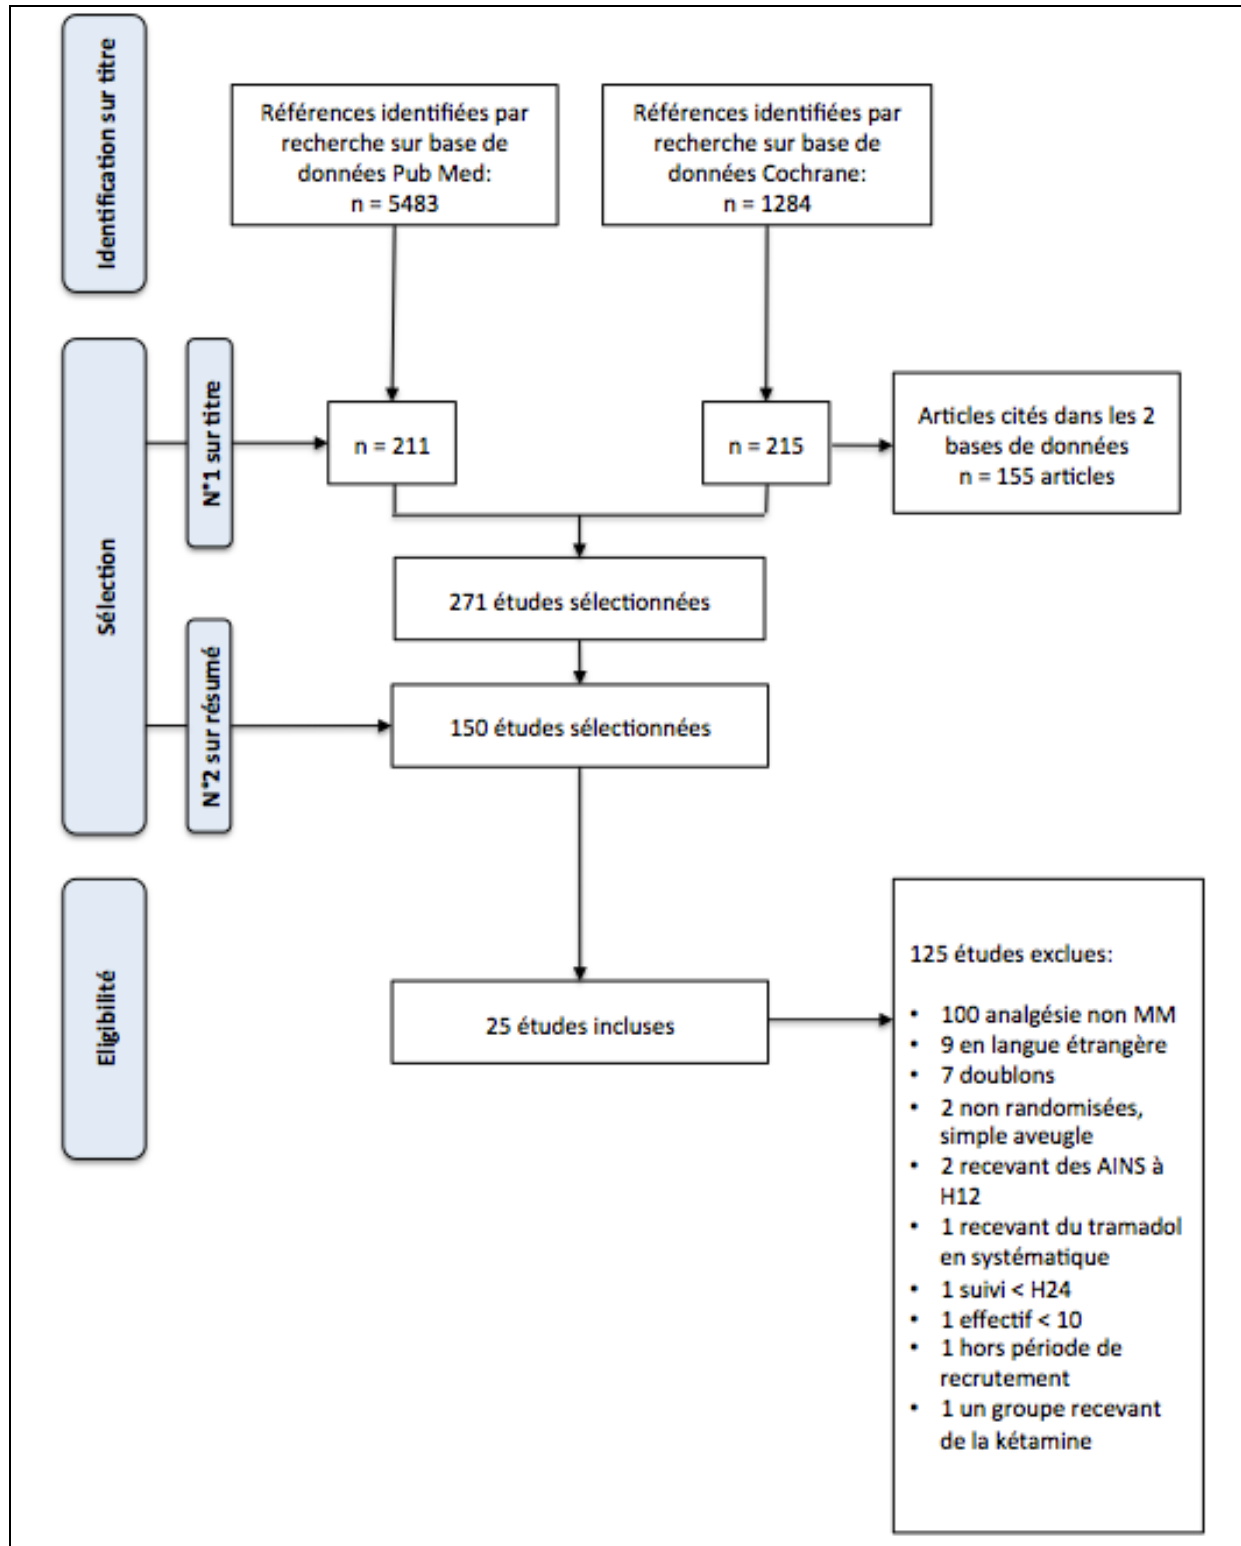 Identification sur titre
Références identifiées par
recherche sur base de
données Pub Med:
n = 5483
Références identifiées par
recherche sur base de
données Cochrane:
n = 1284
Sélection
N°1 sur titre
n = 211
n = 215
Articles cités dans les 2
bases de données
n = 155 articles
271 études sélectionnées
N°2 sur résumé
150 études sélectionnées
Eligibilité
25 études incluses
125 études exclues:
• 100 analgésie non MM
• 9 en langue étrangère
• 7 doublons
• 2 non randomisées,
simple aveugle
• 2 recevant des AINS à
H12
• 1 recevant du tramadol
en systématique
• 1 suivi < H24
• 1 effectif < 10
• 1 hors période de
recrutement
• 1 un groupe recevant
de la kétamine